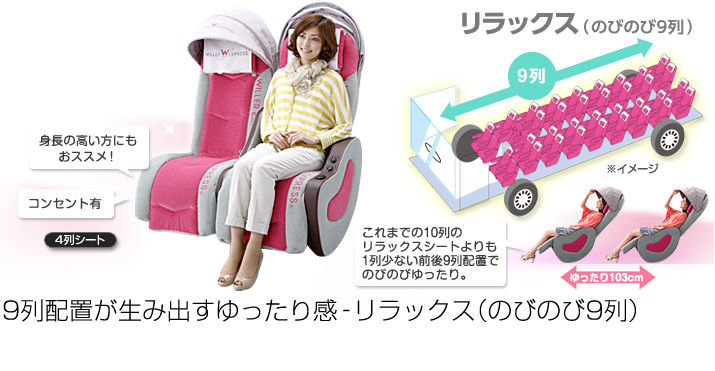 リラックス(のびのび9列)
9列
WILLER EXPRESS
WILLER EXPRESS
身長の高い方にも
おススメ!
コンセント有
4列シート
※イメージ
これまでの10列の
リラックスシートよりも
1列少ない前後9列配置で
のびのびゆったり。
ゆったり103cm
9列配置が生み出すゆったり感-リラックス(のびのび9列)